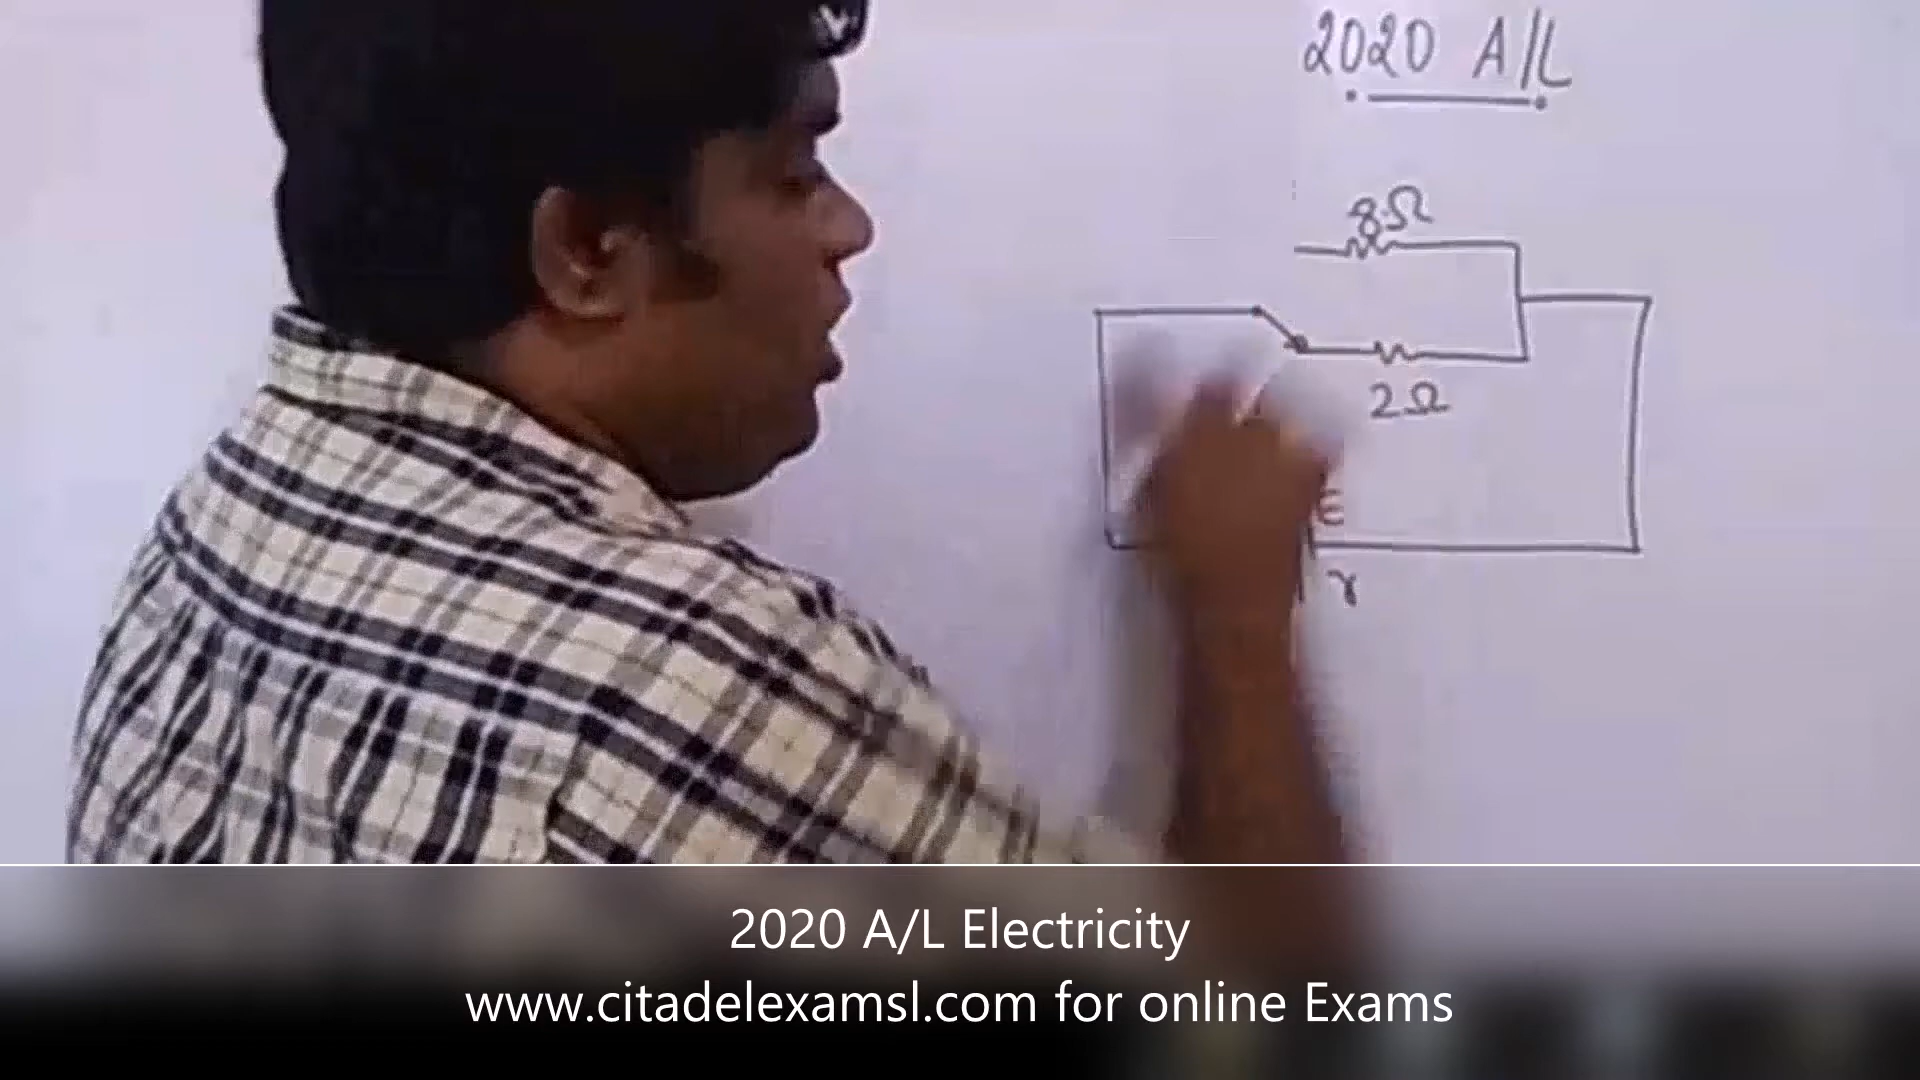 2020 A/L
8Ω
2Ω
E
r
2020 A/L Electricity
www.citadelexamsl.com for online Exams